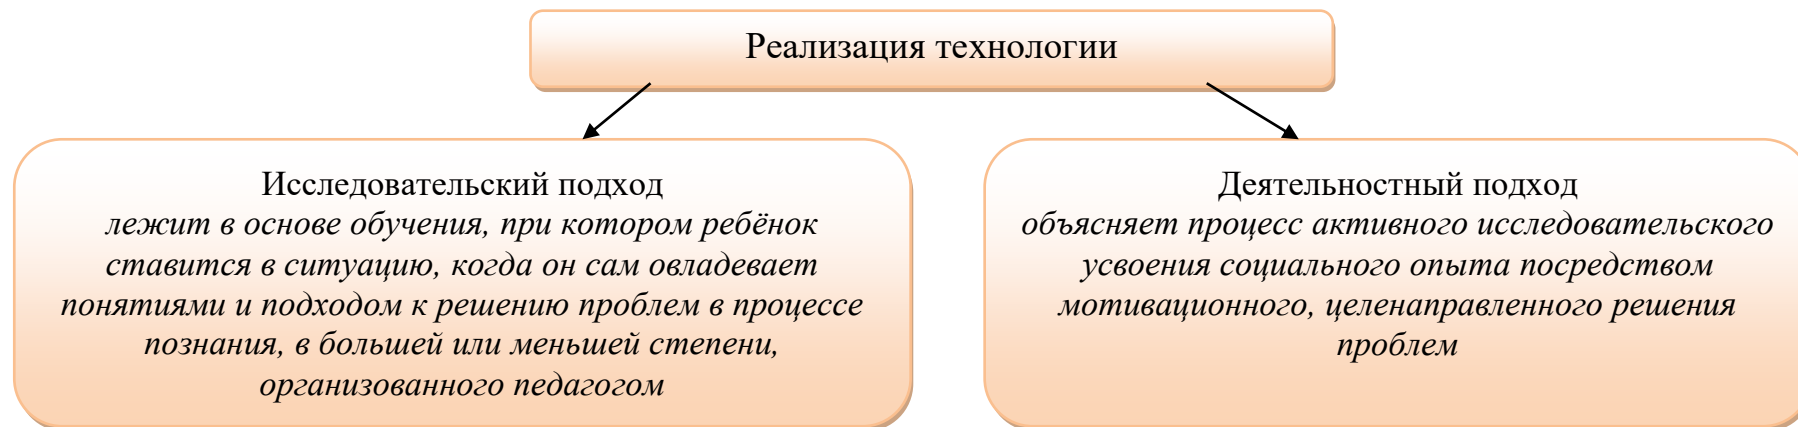 Реализация технологии
Исследовательский подход
лежит в основе обучения, при котором ребёнок
ставится в ситуацию, когда он сам овладевает
понятиями и подходом к решению проблем в процессе
познания, в большей или меньшей степени,
организованного педагогом
Деятельностный подход
объясняет процесс активного исследовательского
усвоения социального опыта посредством
мотивационного, целенаправленного решения
проблем